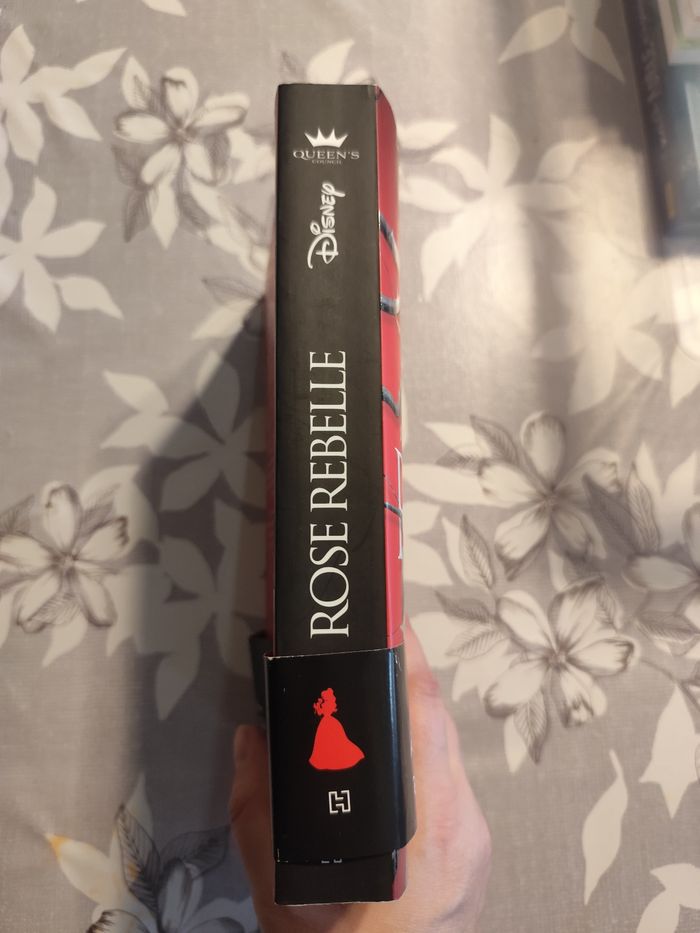 QUEEN'S
COUNCIL
Disney
ROSE REBELLE
H